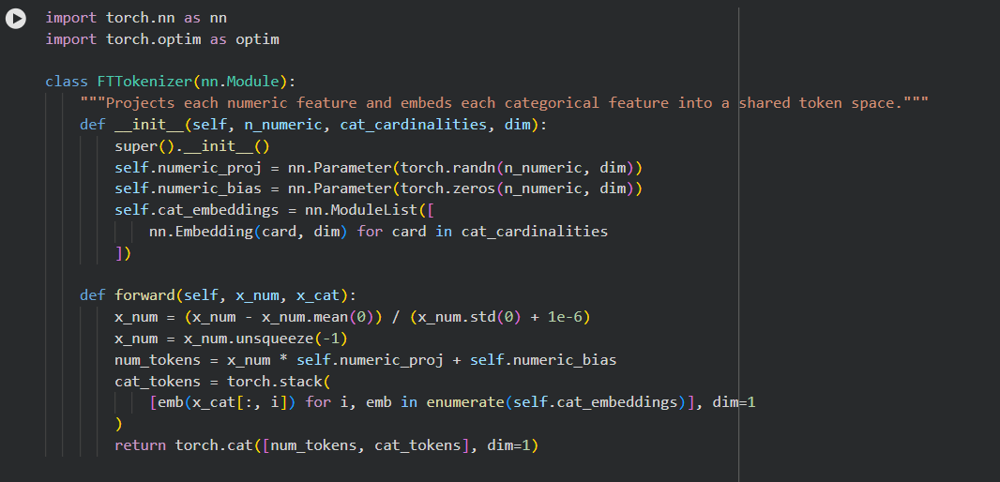 import torch.nn as nn
import torch.optim as optim

class FTTokenizer(nn.Module):
    """Projects each numeric feature and embeds each categorical feature into a shared token space."""
    def __init__(self, n_numeric, cat_cardinalities, dim):
        super().__init__()
        self.numeric_proj = nn.Parameter(torch.randn(n_numeric, dim))
        self.numeric_bias = nn.Parameter(torch.zeros(n_numeric, dim))
        self.cat_embeddings = nn.ModuleList([
            nn.Embedding(card, dim) for card in cat_cardinalities
        ])

    def forward(self, x_num, x_cat):
        x_num = (x_num - x_num.mean(0)) / (x_num.std(0) + 1e-6)
        x_num = x_num.unsqueeze(-1)
        num_tokens = x_num * self.numeric_proj + self.numeric_bias
        cat_tokens = torch.stack(
            [emb(x_cat[:, i]) for i, emb in enumerate(self.cat_embeddings)], dim=1
        )
        return torch.cat([num_tokens, cat_tokens], dim=1)